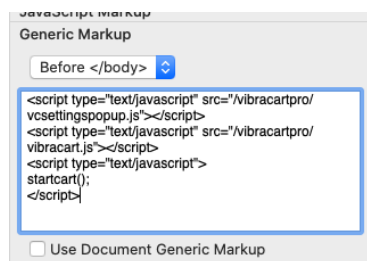 JavaScript Markup
Generic Markup
Before </body>
<script type="text/javascript" src="/vibracartpro/
vcsettingspopup.js"></script>
<script type="text/javascript" src="/vibracartpro/
vibracart.js"></script>
<script type="text/javascript">
startcart();
</script>
Use Document Generic Markup